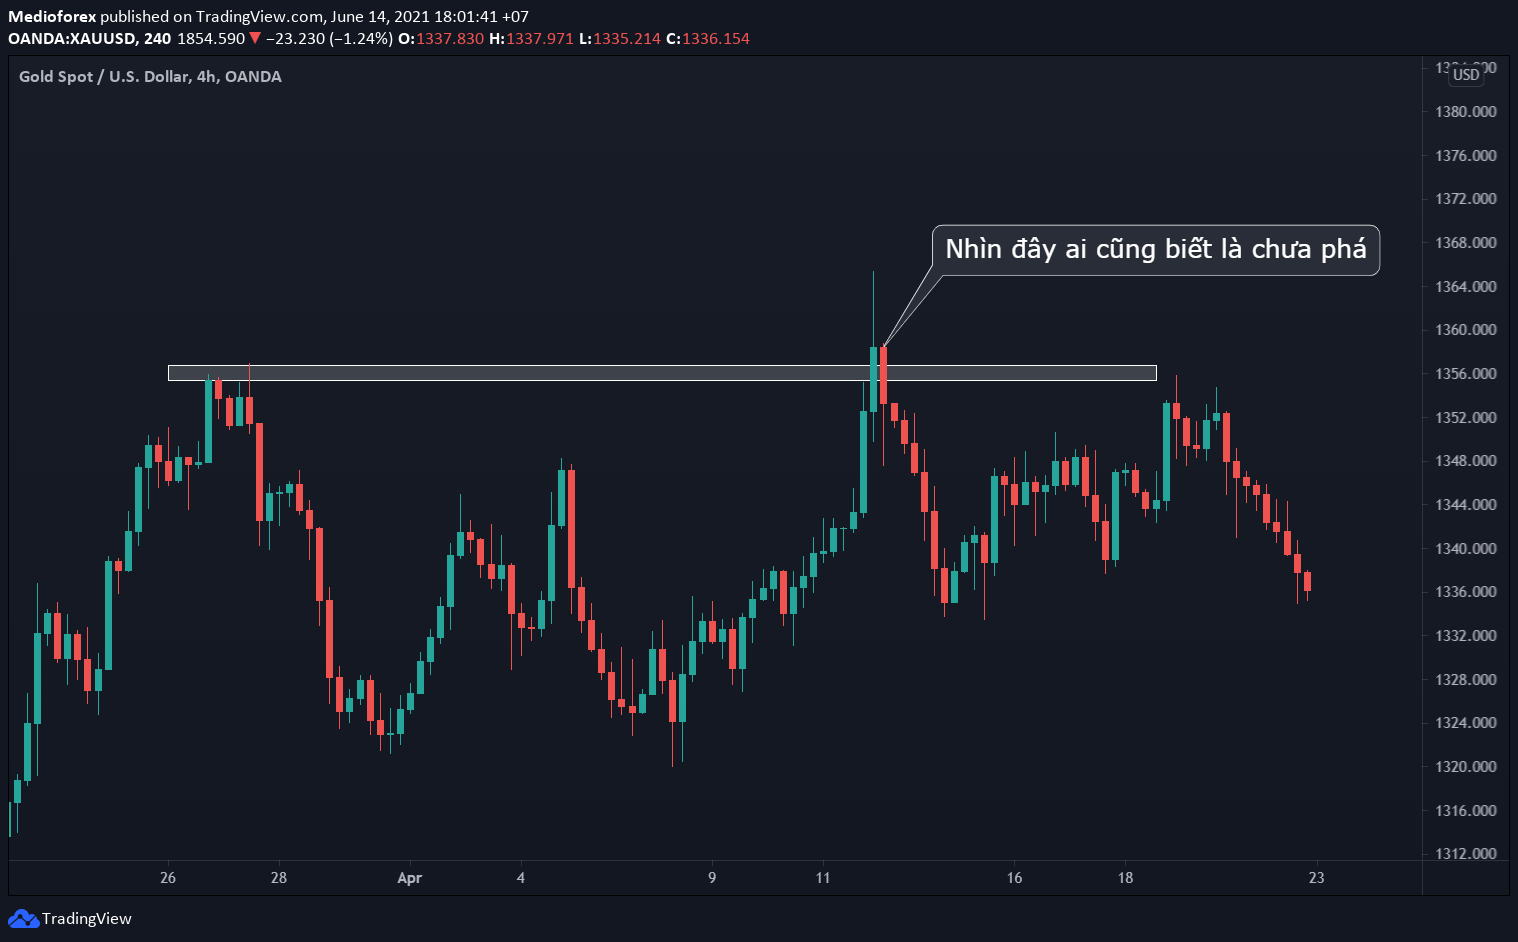 Medioforex published on TradingView.com, June 14, 2021 18:01:41 +07
OANDA:XAUUSD, 240 1854.590 ▼ −23.230 (−1.24%) O:1337.830 H:1337.971 L:1335.214 C:1336.154
Gold Spot / U.S. Dollar, 4h, OANDA
USD
1380.000
1376.000
1372.000
1368.000
Nhìn đây ai cũng biết là chưa phá
1364.000
1360.000
1356.000
1352.000
1348.000
1344.000
1340.000
1336.000
1332.000
1328.000
1324.000
1320.000
1316.000
1312.000
26 28 Apr 4 9 11 16 18 23
TradingView